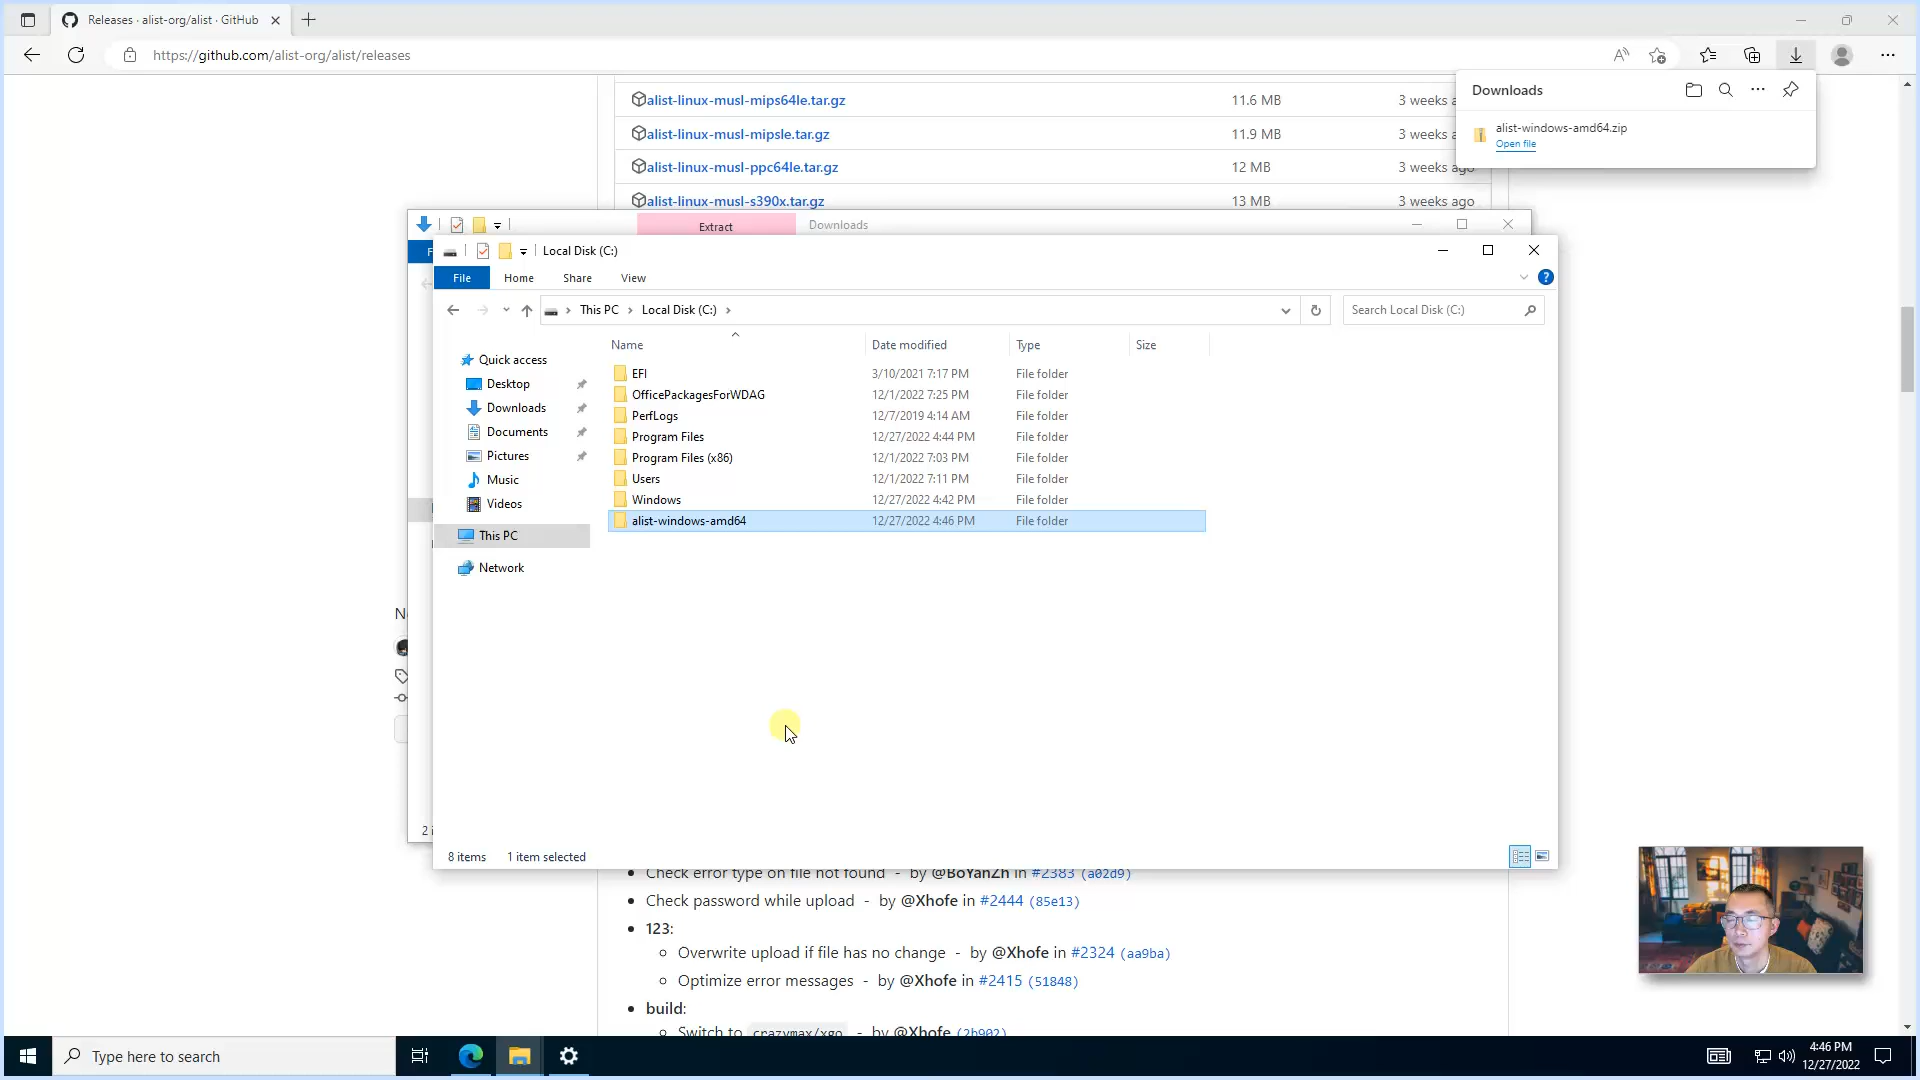 Releases · alist-org/alist · GitHub
https://github.com/alist-org/alist/releases
alist-linux-musl-mips64le.tar.gz 11.6 MB 3 weeks a
alist-linux-musl-mipsle.tar.gz 11.9 MB 3 weeks a
alist-linux-musl-ppc64le.tar.gz 12 MB 3 weeks ago
alist-linux-musl-s390x.tar.gz 13 MB 3 weeks ago
Downloads
alist-windows-amd64.zip
Open file
Extract Downloads
F
Local Disk (C:)
File Home Share View
This PC Local Disk (C:)
Search Local Disk (C:)
Name Date modified Type Size
Quick access
Desktop
Downloads
Documents
Pictures
Music
Videos
This PC
Network
EFI 3/10/2021 7:17 PM File folder
OfficePackagesForWDAG 12/1/2022 7:25 PM File folder
PerfLogs 12/7/2019 4:14 AM File folder
Program Files 12/27/2022 4:44 PM File folder
Program Files (x86) 12/1/2022 7:03 PM File folder
Users 12/1/2022 7:11 PM File folder
Windows 12/27/2022 4:42 PM File folder
alist-windows-amd64 12/27/2022 4:46 PM File folder
N
2 i
8 items 1 item selected
Check error type on file not found - by @BoYanZh in #2383 (a02d9)
Check password while upload - by @Xhofe in #2444 (85e13)
123:
Overwrite upload if file has no change - by @Xhofe in #2324 (aa9ba)
Optimize error messages - by @Xhofe in #2415 (51848)
build:
Switch to crazymax/xgo - by @Xhofe (2b902)
Type here to search
4:46 PM
12/27/2022